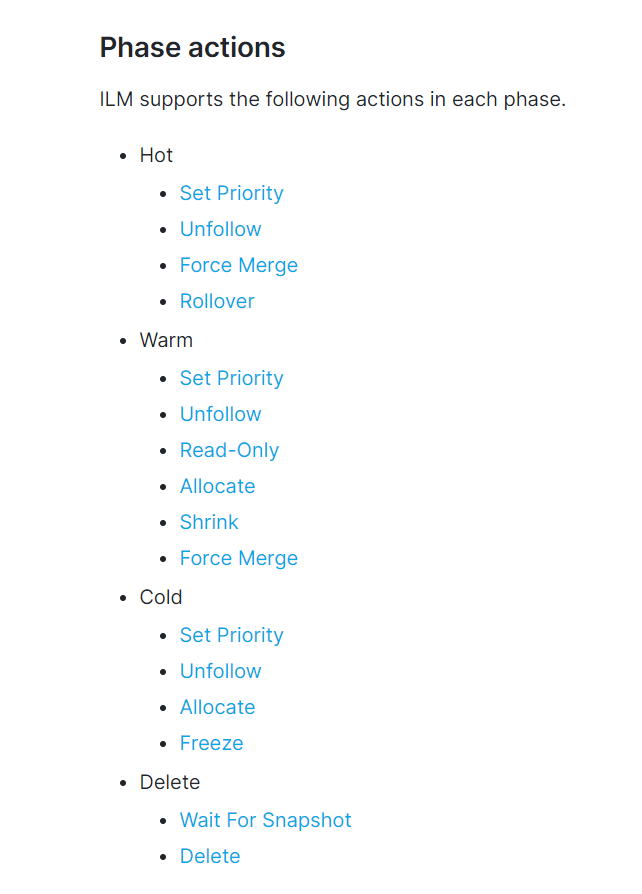 Phase actions
ILM supports the following actions in each phase.
Hot
Set Priority
Unfollow
Force Merge
Rollover
Warm
Set Priority
Unfollow
Read-Only
Allocate
Shrink
Force Merge
Cold
Set Priority
Unfollow
Allocate
Freeze
Delete
Wait For Snapshot
Delete